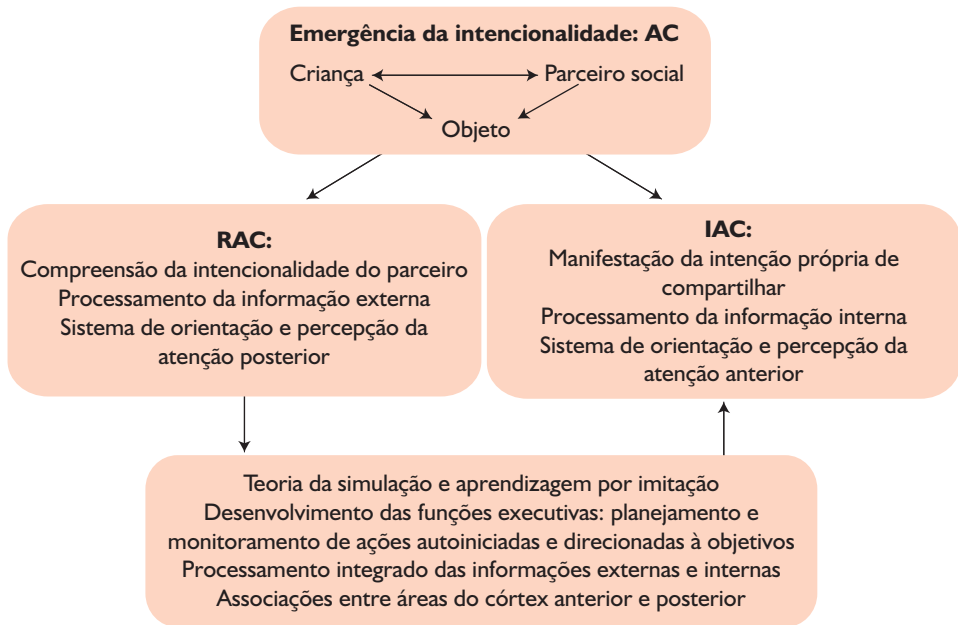 Emergência da intencionalidade: AC
Criança
Parceiro social
Objeto
RAC:
Compreensão da intencionalidade do parceiro
Processamento da informação externa
Sistema de orientação e percepção da
atenção posterior
IAC:
Manifestação da intenção própria de
compartilhar
Processamento da informação interna
Sistema de orientação e percepção da
atenção anterior
Teoria da simulação e aprendizagem por imitação
Desenvolvimento das funções executivas: planejamento e
monitoramento de ações autoiniciadas e direcionadas à objetivos
Processamento integrado das informações externas e internas
Associações entre áreas do córtex anterior e posterior